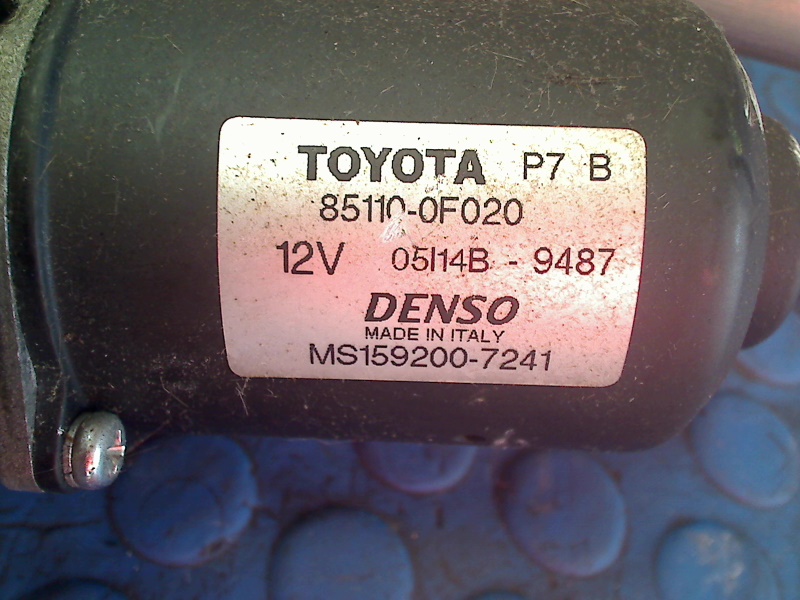 TOYOTA P7 B
85110-0F020
12V 05I14B - 9487
DENSO
MADE IN ITALY
MS159200-7241